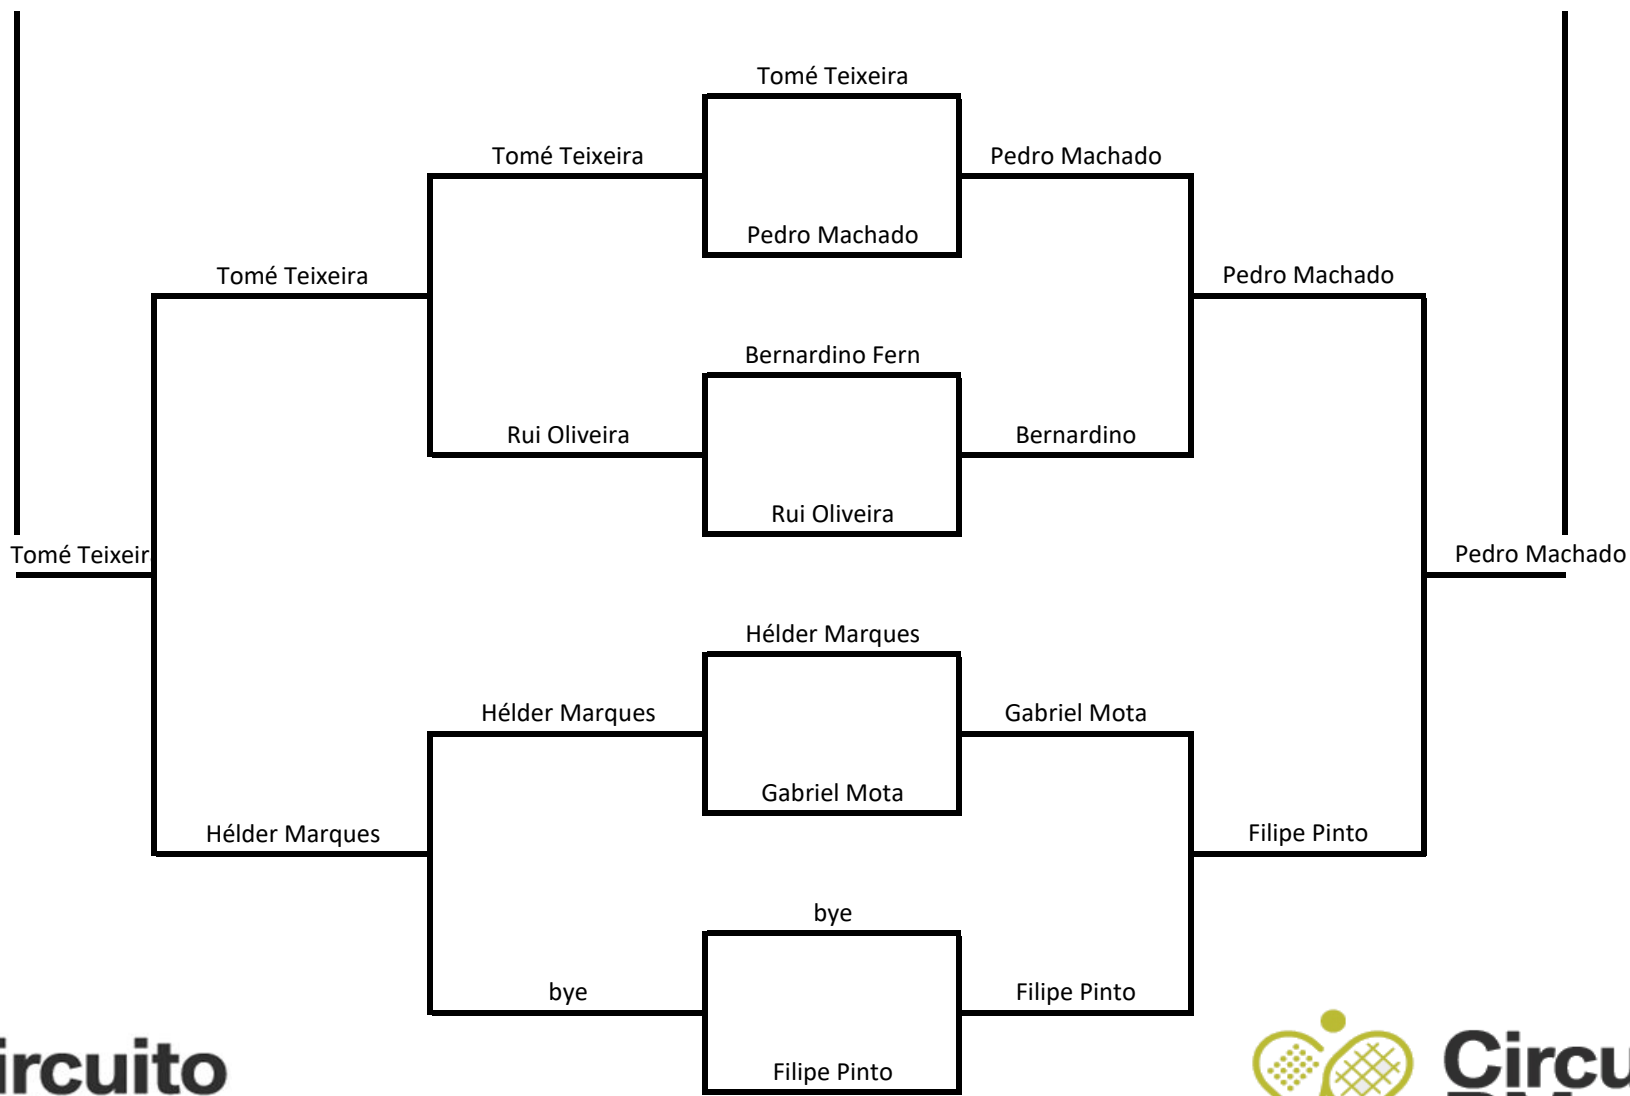 Tomé Teixeira
Tomé Teixeira
Pedro Machado
Pedro Machado
Tomé Teixeira
Pedro Machado
Bernardino Fern
Rui Oliveira
Bernardino
Rui Oliveira
Tomé Teixeir
Pedro Machado
Hélder Marques
Hélder Marques
Gabriel Mota
Gabriel Mota
Hélder Marques
Filipe Pinto
bye
bye
Filipe Pinto
Filipe Pinto
ircuito
Circu